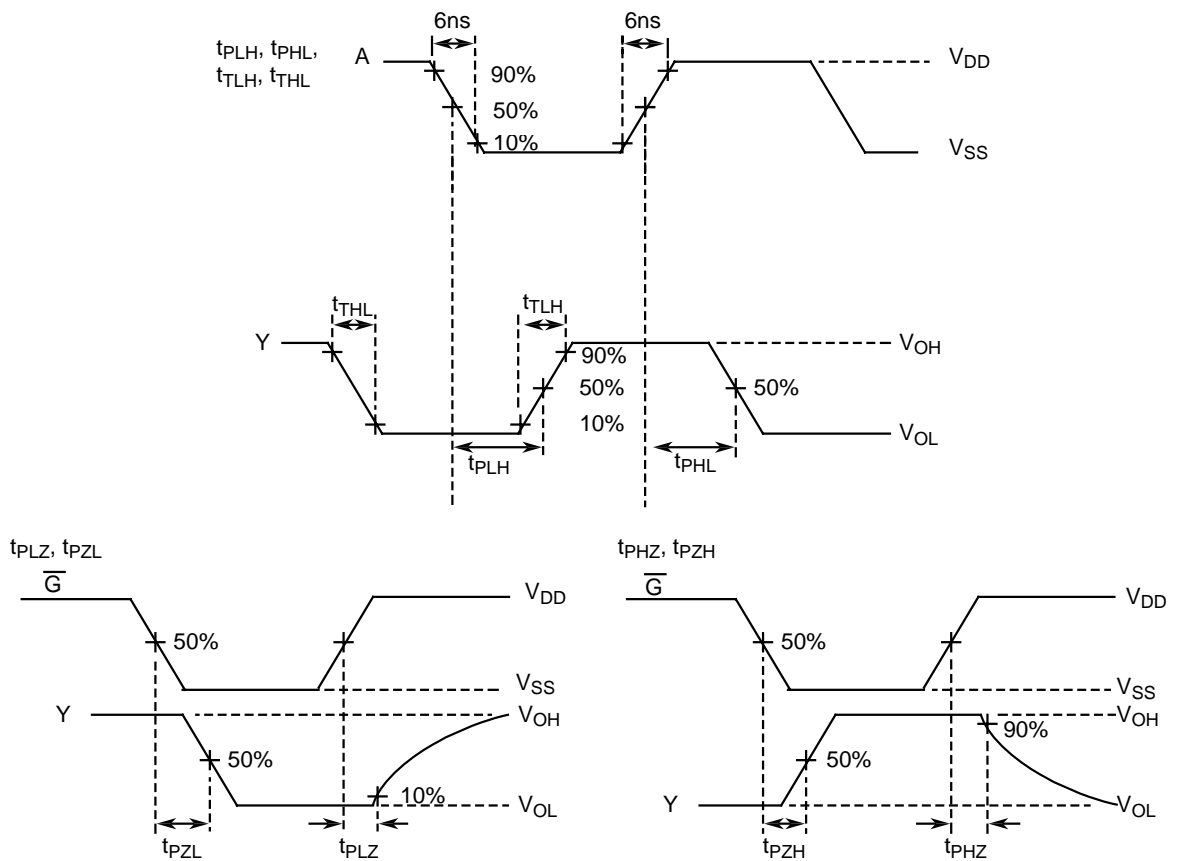 6ns
6ns
tPLH, tPHL,
tTLH, tTHL
A
90%
50%
10%
VDD
VSS
tTHL
tTLH
Y
90%
50%
10%
50%
VOH
VOL
tPLH
tPHL
tPLZ, tPZL
G̅
50%
VDD
VSS
Y
50%
10%
VOH
VOL
tPZL
tPLZ
tPHZ, tPZH
G̅
50%
VDD
VSS
VOH
90%
50%
Y
VOL
tPZH
tPHZ